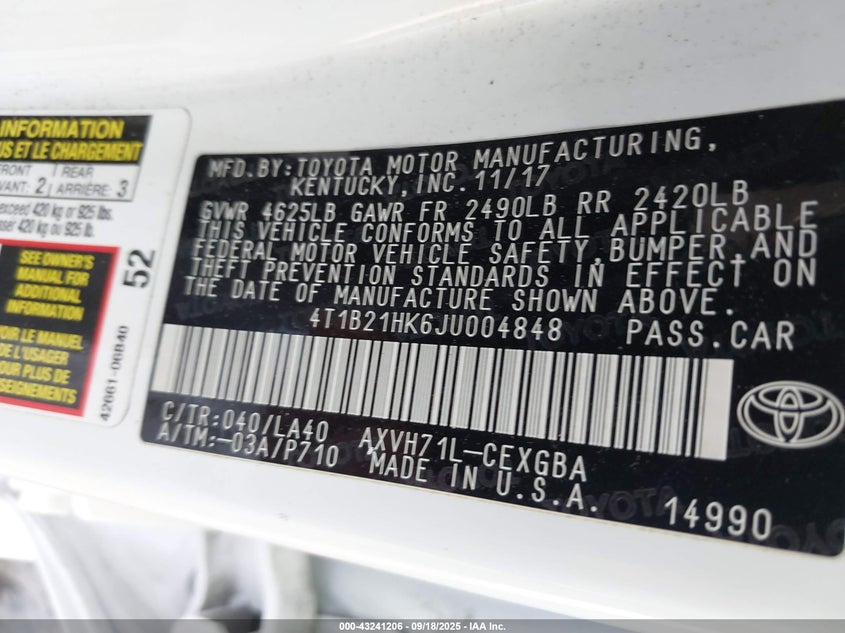 INFORMATION
US ET LE CHARGEMENT
FRONT
VANT: 2
REAR
ARRIÈRE: 3
exceed 420 kg or 925 lbs.
sser 420 kg ou 925 lb.
SEE OWNER'S
MANUAL FOR
ADDITIONAL
INFORMATION
VOIR LE
MANUEL
DE L'USAGER
POUR PLUS DE
RENSEIGNEMENTS
52
42661-06B40
MFD.BY:TOYOTA MOTOR MANUFACTURING,
KENTUCKY,INC.11/17
GVWR 4625LB GAWR FR 2490LB RR 2420LB
THIS VEHICLE CONFORMS TO ALL APPLICABLE
FEDERAL MOTOR VEHICLE SAFETY,BUMPER,AND
THEFT PREVENTION STANDARDS IN EFFECT ON
THE DATE OF MANUFACTURE SHOWN ABOVE.
4T1B21HK6JU004848 PASS.CAR
C/TR:040/LA40 AXVH71L-CEXGBA
A/TM:-03A/P710 MADE IN U.S.A.
14990
000-43241206 - 09/18/2025 - IAA Inc.